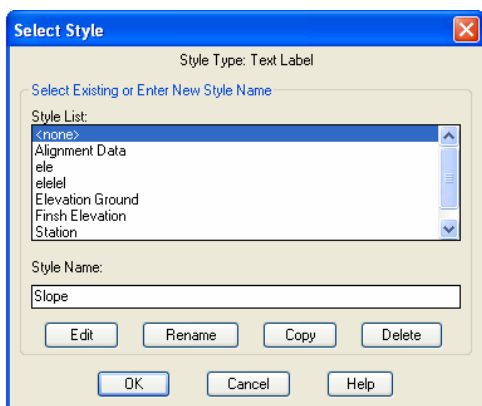 Select Style
Style Type: Text Label
Select Existing or Enter New Style Name
Style List:
<none>
Alignment Data
ele
elelel
Elevation Ground
Finsh Elevation
Station
Style Name:
Slope
Edit Rename Copy Delete
OK Cancel Help